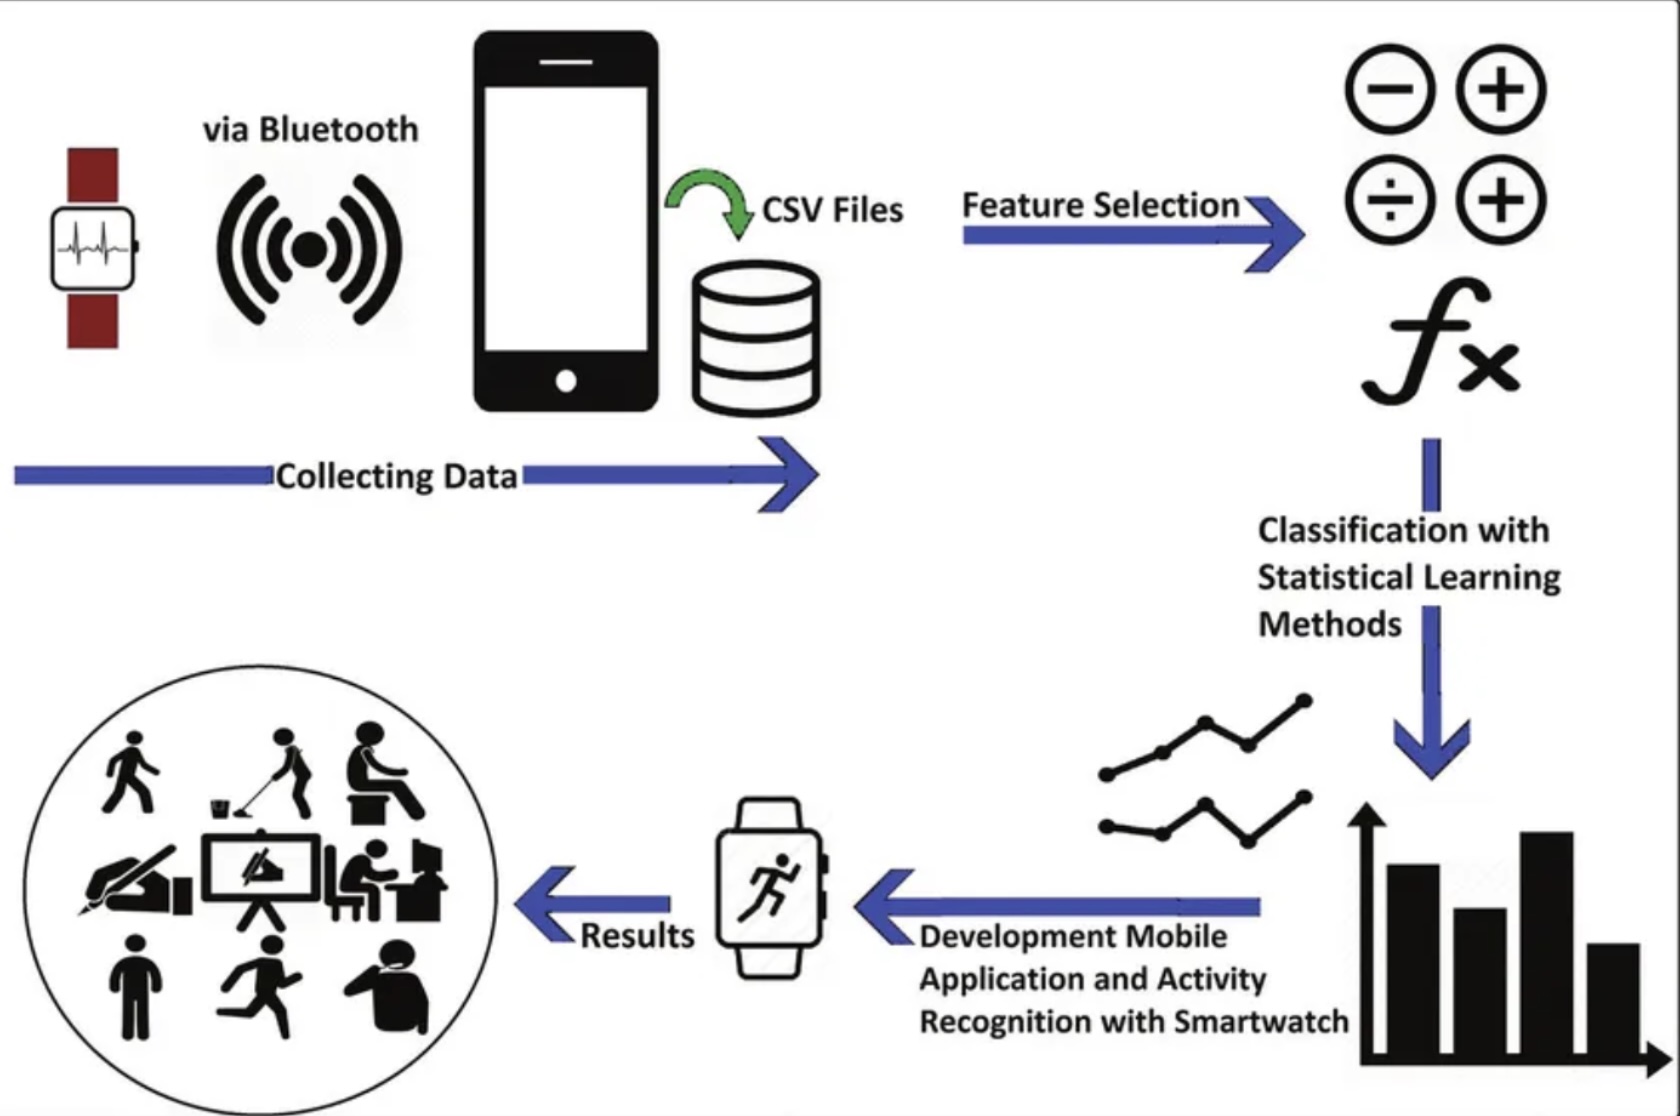 via Bluetooth
CSV Files
Feature Selection
fx
Collecting Data
Classification with
Statistical Learning
Methods
Development Mobile
Application and Activity
Recognition with Smartwatch
Results